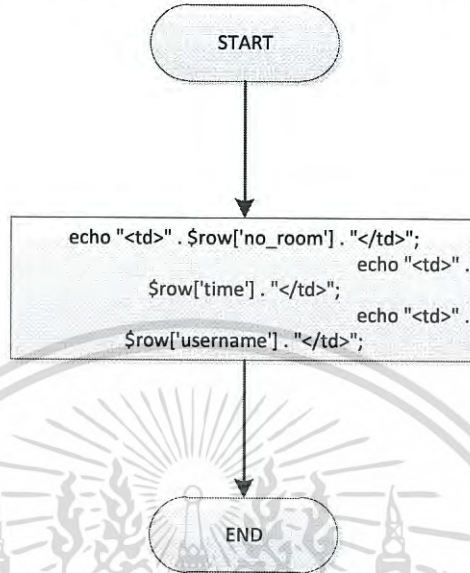 START
echo "<td>" . $row['no_room'] . "</td>";
echo "<td>" .
$row['time'] . "</td>";
echo "<td>" .
$row['username'] . "</td>";
END